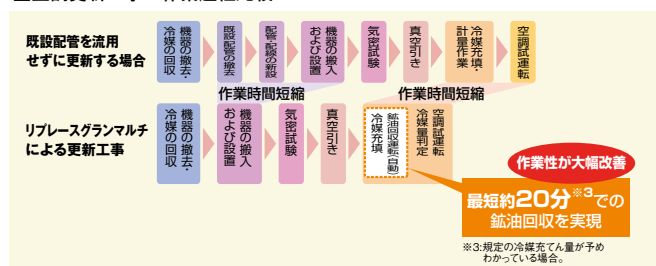 既設配管を流用
せずに更新する場合
機器の撤去・
冷媒の回収
既設配管の撤去
配管・配線の新設
機器の搬入
および設置
気密試験
真空引き
冷媒充填・
計量作業
空調試運転
作業時間短縮
作業時間短縮
リプレースグランマルチ
による更新工事
機器の撤去・
冷媒の回収
機器の搬入
および設置
気密試験
真空引き
鉱油回収運転(自動)
冷媒充填
空調試運転
冷媒量判定
作業性が大幅改善
最短約20分※3での
鉱油回収を実現
※3:規定の冷媒充てん量が予め
わかっている場合。